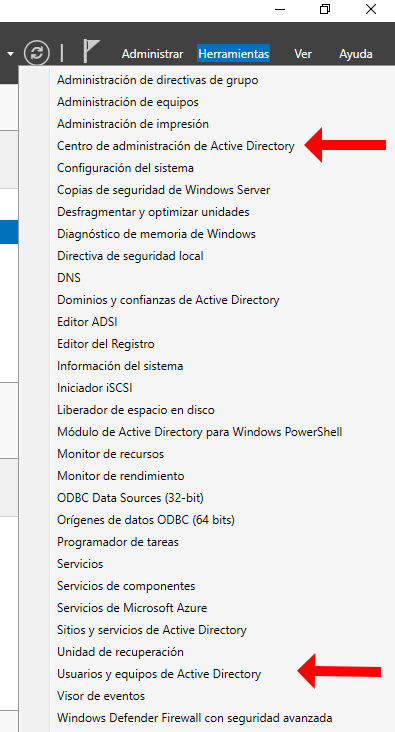 Administrar Herramientas Ver Ayuda
Administración de directivas de grupo
Administración de equipos
Administración de impresión
Centro de administración de Active Directory
Configuración del sistema
Copias de seguridad de Windows Server
Desfragmentar y optimizar unidades
Diagnóstico de memoria de Windows
Directiva de seguridad local
DNS
Dominios y confianzas de Active Directory
Editor ADSI
Editor del Registro
Información del sistema
Iniciador iSCSI
Liberador de espacio en disco
Módulo de Active Directory para Windows PowerShell
Monitor de recursos
Monitor de rendimiento
ODBC Data Sources (32-bit)
Orígenes de datos ODBC (64 bits)
Programador de tareas
Servicios
Servicios de componentes
Servicios de Microsoft Azure
Sitios y servicios de Active Directory
Unidad de recuperación
Usuarios y equipos de Active Directory
Visor de eventos
Windows Defender Firewall con seguridad avanzada